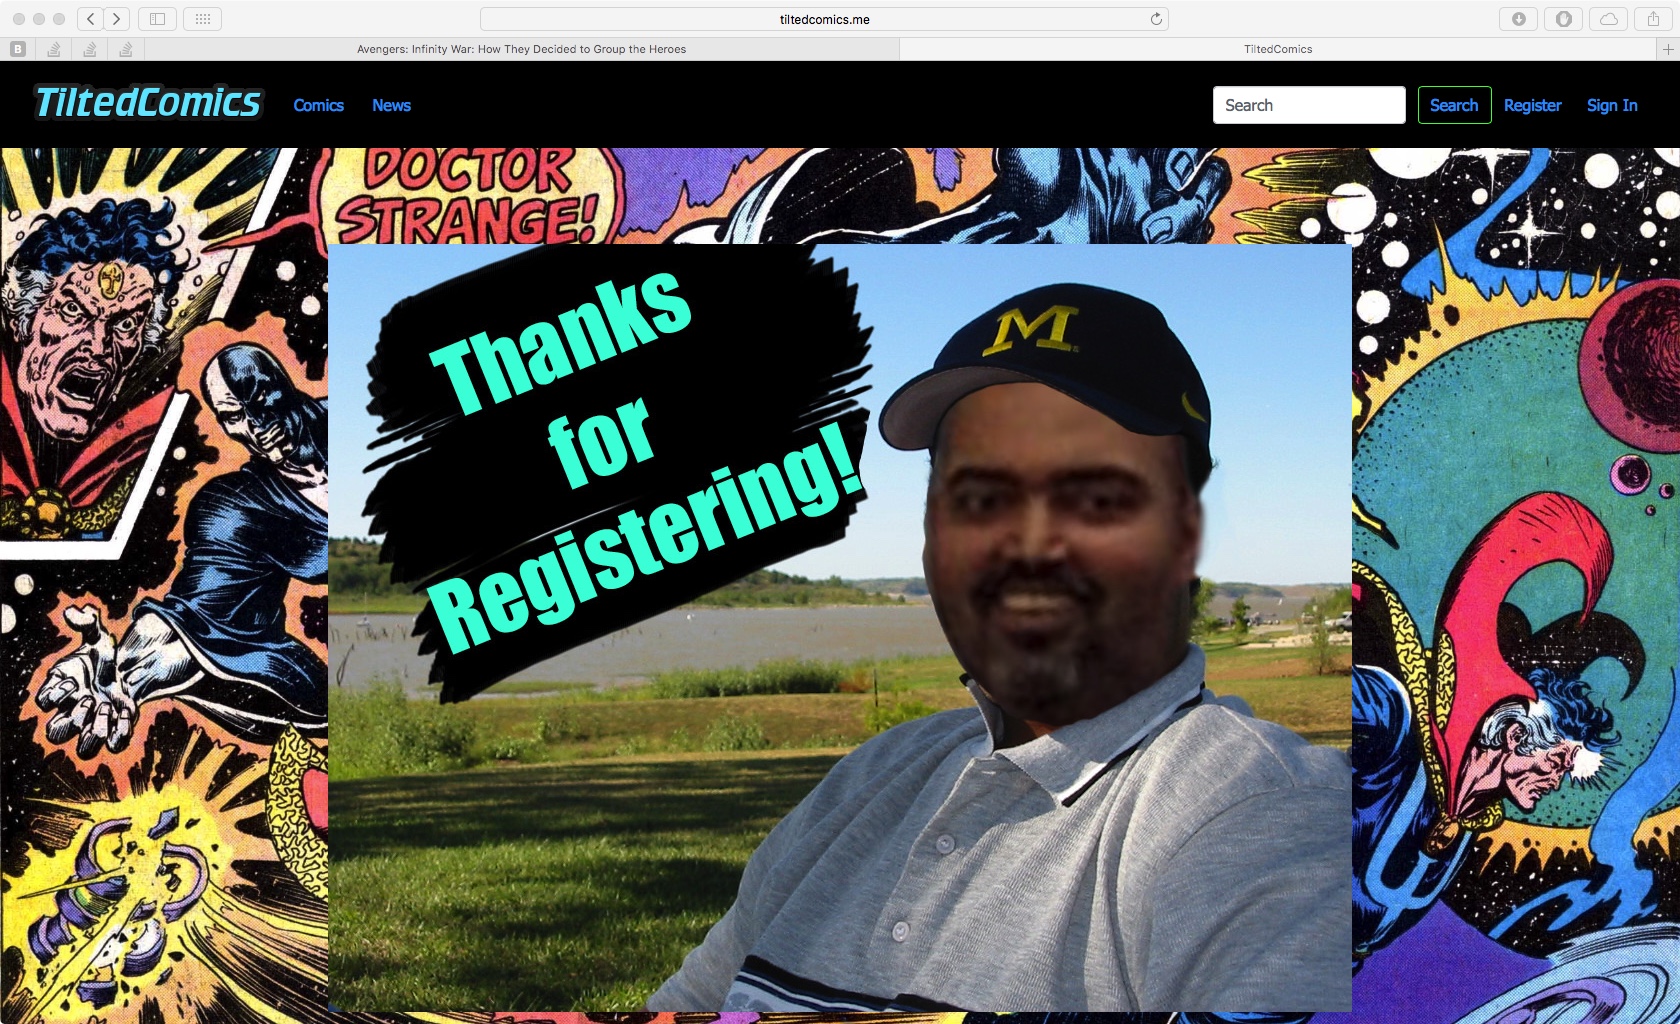 tiltedcomics.me
B
Avengers: Infinity War: How They Decided to Group the Heroes
TiltedComics
TiltedComics
Comics
News
Search
Search
Register
Sign In
DOCTOR
STRANGE!
Thanks
for
Registering!
M